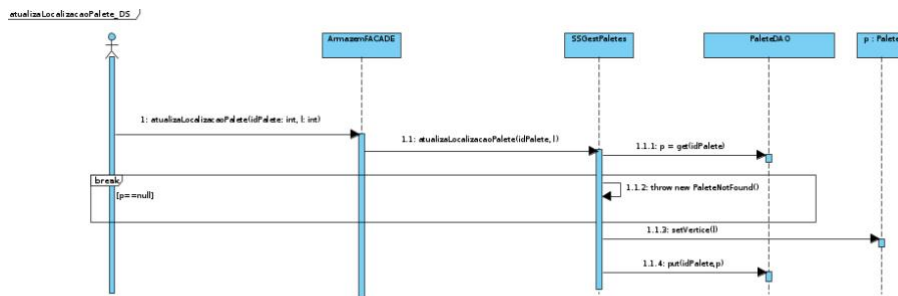 atualizaLocalizacaoPalete_DS
ArmazemFACADE
SSGestPaletes
PaleteDAO
p : Palete
1: atualizaLocalizacaoPalete(idPalete: int, l: int)
1.1: atualizaLocalizacaoPalete(idPalete, l)
1.1.1: p = get(idPalete)
break
[p==null]
1.1.2: throw new PaleteNotFound()
1.1.3: setVertice(l)
1.1.4: put(idPalete,p)